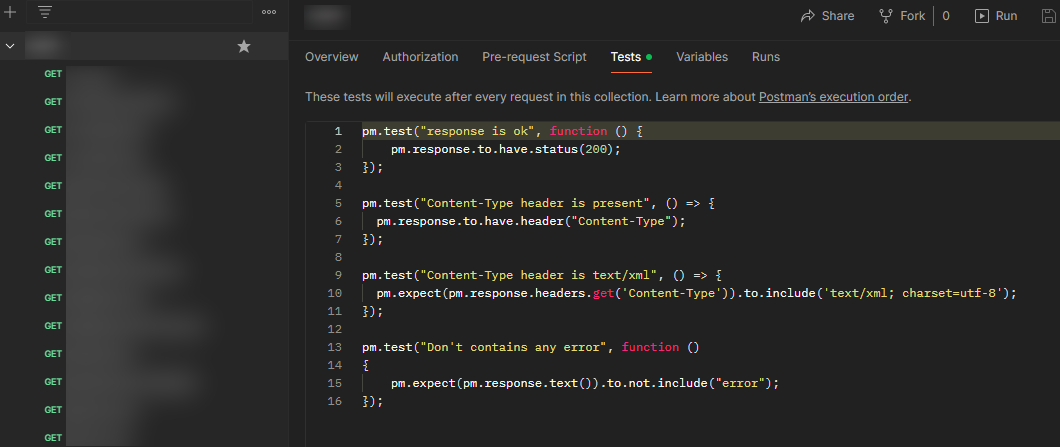 Share Fork 0 Run
Overview Authorization Pre-request Script Tests Variables Runs
These tests will execute after every request in this collection. Learn more about Postman's execution order.
GET
GET
GET
GET
GET
GET
GET
GET
GET
GET
GET
GET
GET
GET
1 pm.test("response is ok", function () {
2 pm.response.to.have.status(200);
3 });
4
5 pm.test("Content-Type header is present", () => {
6 pm.response.to.have.header("Content-Type");
7 });
8
9 pm.test("Content-Type header is text/xml", () => {
10 pm.expect(pm.response.headers.get('Content-Type')).to.include('text/xml; charset=utf-8');
11 });
12
13 pm.test("Don't contains any error", function ()
14 {
15 pm.expect(pm.response.text()).to.not.include("error");
16 });